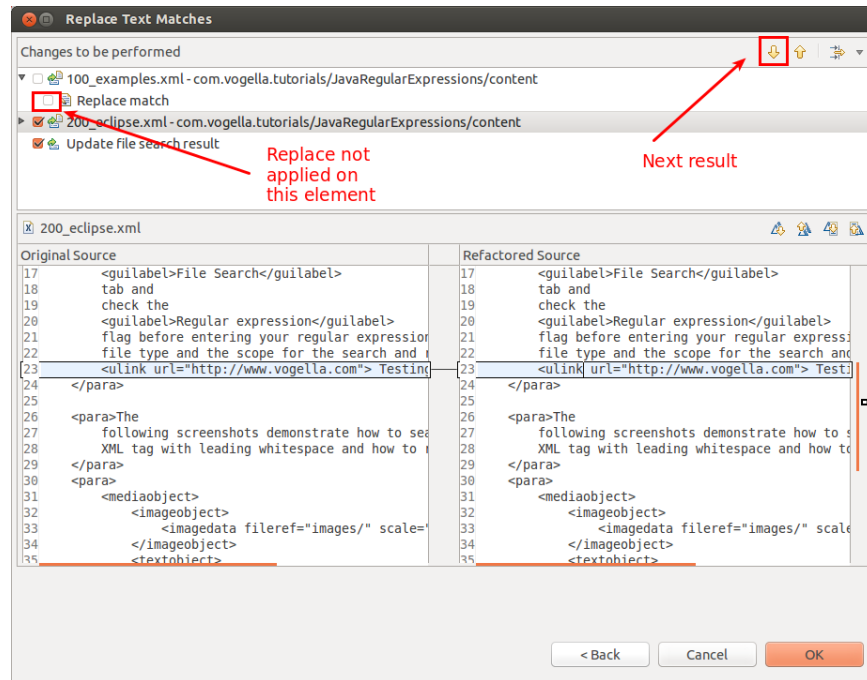 Replace Text Matches
Changes to be performed
100_examples.xml - com.vogella.tutorials/JavaRegularExpressions/content
Replace match
200_eclipse.xml - com.vogella.tutorials/JavaRegularExpressions/content
Update file search result
Replace not
applied on
this element
Next result
200_eclipse.xml
Original Source
Refactored Source
17 <guilabel>File Search</guilabel>
18 tab and
19 check the
20 <guilabel>Regular expression</guilabel>
21 flag before entering your regular expression
22 file type and the scope for the search and
23 <ulink url="http://www.vogella.com"> Testing
24 </para>
25
26 <para>The
27 following screenshots demonstrate how to sea
28 XML tag with leading whitespace and how to
29 </para>
30 <para>
31 <mediaobject>
32 <imageobject>
33 <imagedata fileref="images/" scale="
34 </imageobject>
35 <textobject>
17 <guilabel>File Search</guilabel>
18 tab and
19 check the
20 <guilabel>Regular expression</guilabel>
21 flag before entering your regular expressi
22 file type and the scope for the search and
23 <ulink url="http://www.vogella.com"> Testi
24 </para>
25
26 <para>The
27 following screenshots demonstrate how to s
28 XML tag with leading whitespace and how to
29 </para>
30 <para>
31 <mediaobject>
32 <imageobject>
33 <imagedata fileref="images/" scale
34 </imageobject>
35 <textobject>
< Back
Cancel
OK